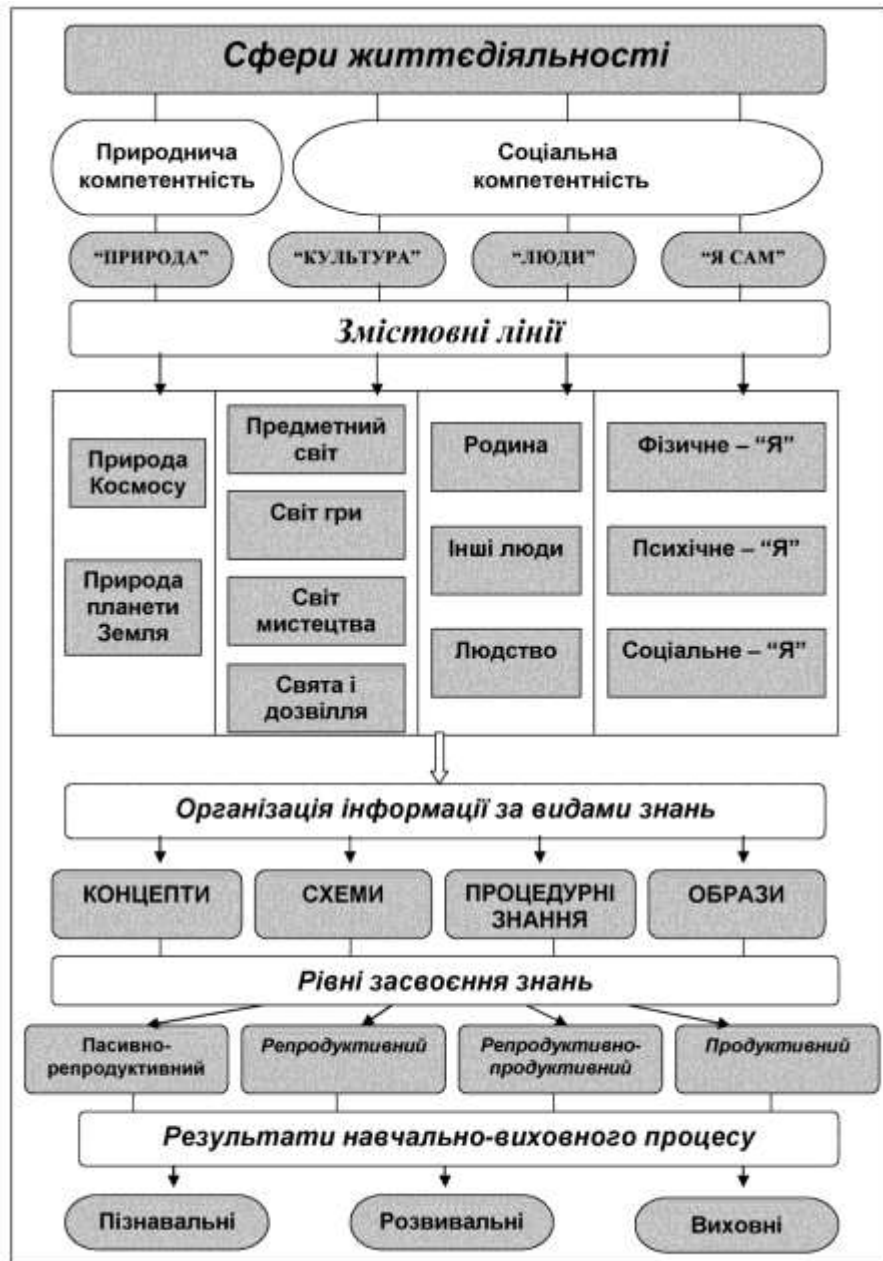 Сфери життєдіяльності
Природнича
компетентність
Соціальна
компетентність
“ПРИРОДА”
“КУЛЬТУРА”
“ЛЮДИ”
“Я САМ”
Змістовні лінії
Природа
Космосу
Природа
планети
Земля
Предметний
світ
Світ гри
Світ
мистецтва
Свята і
дозвілля
Родина
Інші люди
Людство
Фізичне – “Я”
Психічне – “Я”
Соціальне – “Я”
Організація інформації за видами знань
КОНЦЕПТИ
СХЕМИ
ПРОЦЕДУРНІ
ЗНАННЯ
ОБРАЗИ
Рівні засвоєння знань
Пасивно-
репродуктивний
Репродуктивний
Репродуктивно-
продуктивний
Продуктивний
Результати навчально-виховного процесу
Пізнавальні
Розвивальні
Виховні